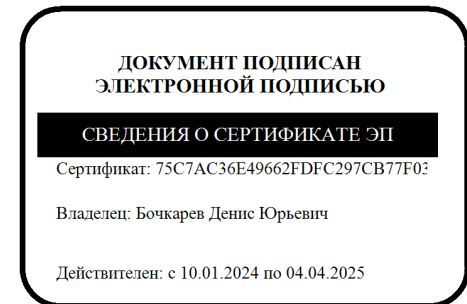 ДОКУМЕНТ ПОДПИСАН
ЭЛЕКТРОННОЙ ПОДПИСЬЮ
СВЕДЕНИЯ О СЕРТИФИКАТЕ ЭП
Сертификат: 75C7AC36E49662FDFC297CB77F03
Владелец: Бочкарев Денис Юрьевич
Действителен: с 10.01.2024 по 04.04.2025